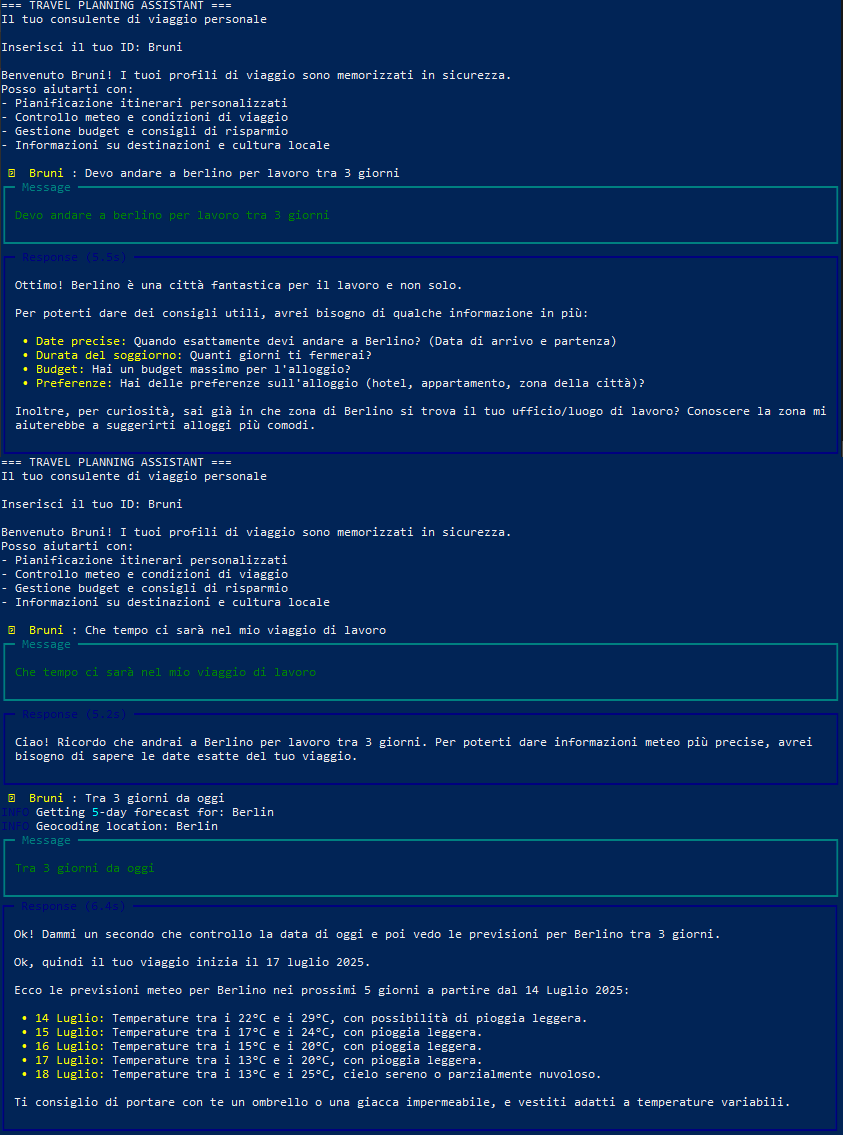 === TRAVEL PLANNING ASSISTANT ===
Il tuo consulente di viaggio personale
Inserisci il tuo ID: Bruni
Benvenuto Bruni! I tuoi profili di viaggio sono memorizzati in sicurezza.
Posso aiutarti con:
- Pianificazione itinerari personalizzati
- Controllo meteo e condizioni di viaggio
- Gestione budget e consigli di risparmio
- Informazioni su destinazioni e cultura locale
Bruni : Devo andare a berlino per lavoro tra 3 giorni
Message
Devo andare a berlino per lavoro tra 3 giorni
Response (5.5s)
Ottimo! Berlino è una città fantastica per il lavoro e non solo.
Per poterti dare dei consigli utili, avrei bisogno di qualche informazione in più:
• Date precise: Quando esattamente devi andare a Berlino? (Data di arrivo e partenza)
• Durata del soggiorno: Quanti giorni ti fermerai?
• Budget: Hai un budget massimo per l'alloggio?
• Preferenze: Hai delle preferenze sull'alloggio (hotel, appartamento, zona della città)?
Inoltre, per curiosità, sai già in che zona di Berlino si trova il tuo ufficio/luogo di lavoro? Conoscere la zona mi
aiuterebbe a suggerirti alloggi più comodi.
=== TRAVEL PLANNING ASSISTANT ===
Il tuo consulente di viaggio personale
Inserisci il tuo ID: Bruni
Benvenuto Bruni! I tuoi profili di viaggio sono memorizzati in sicurezza.
Posso aiutarti con:
- Pianificazione itinerari personalizzati
- Controllo meteo e condizioni di viaggio
- Gestione budget e consigli di risparmio
- Informazioni su destinazioni e cultura locale
Bruni : Che tempo ci sarà nel mio viaggio di lavoro
Message
Che tempo ci sarà nel mio viaggio di lavoro
Response (5.2s)
Ciao! Ricordo che andrai a Berlino per lavoro tra 3 giorni. Per poterti dare informazioni meteo più precise, avrei
bisogno di sapere le date esatte del tuo viaggio.
Bruni : Tra 3 giorni da oggi
INFO Getting 5-day forecast for: Berlin
INFO Geocoding location: Berlin
Message
Tra 3 giorni da oggi
Response (6.4s)
Ok! Dammi un secondo che controllo la data di oggi e poi vedo le previsioni per Berlino tra 3 giorni.
Ok, quindi il tuo viaggio inizia il 17 luglio 2025.
Ecco le previsioni meteo per Berlino nei prossimi 5 giorni a partire dal 14 Luglio 2025:
• 14 Luglio: Temperature tra i 22°C e i 29°C, con possibilità di pioggia leggera.
• 15 Luglio: Temperature tra i 17°C e i 24°C, con pioggia leggera.
• 16 Luglio: Temperature tra i 15°C e i 20°C, con pioggia leggera.
• 17 Luglio: Temperature tra i 13°C e i 20°C, con pioggia leggera.
• 18 Luglio: Temperature tra i 13°C e i 25°C, cielo sereno o parzialmente nuvoloso.
Ti consiglio di portare con te un ombrello o una giacca impermeabile, e vestiti adatti a temperature variabili.